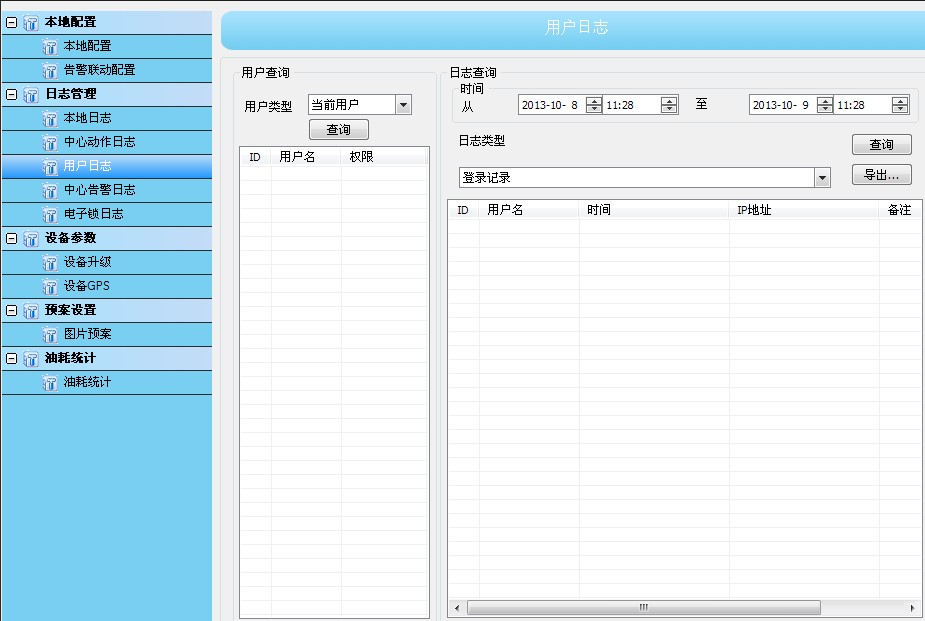 本地配置
本地配置
告警联动配置
日志管理
本地日志
中心动作日志
用户日志
中心告警日志
电子锁日志
设备参数
设备升级
设备GPS
预案设置
图片预案
油耗统计
油耗统计
用户日志
用户查询
用户类型 当前用户
查询
ID 用户名 权限
日志查询
时间
从 2013-10- 8 11:28 至 2013-10- 9 11:28
日志类型
查询
登录记录
导出...
ID 用户名 时间 IP地址 备注